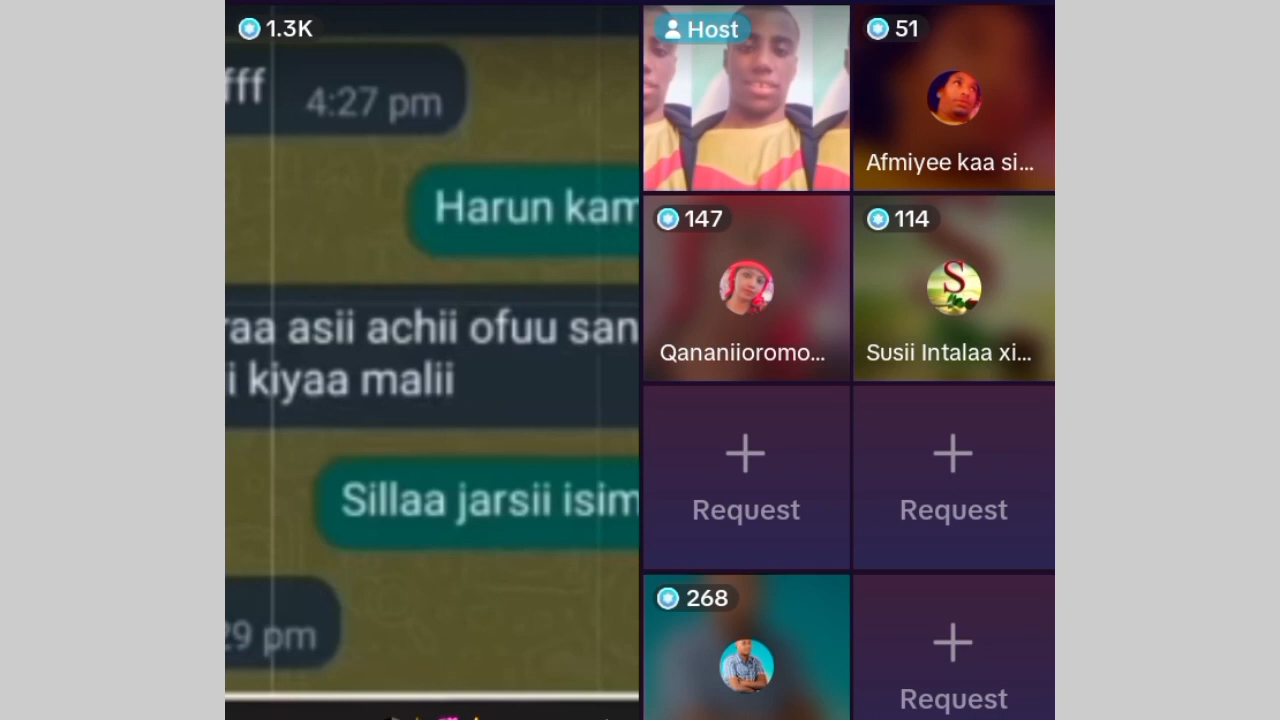 1.3K
fff
4:27 pm
Harun kam
raa asii achii ofuu san
i kiyaa malii
Sillaa jarsii isim
29 pm
Host
51
Afmiyee kaa si...
147
Qananiioromo...
114
Susii Intalaa xi...
Request
Request
268
Request